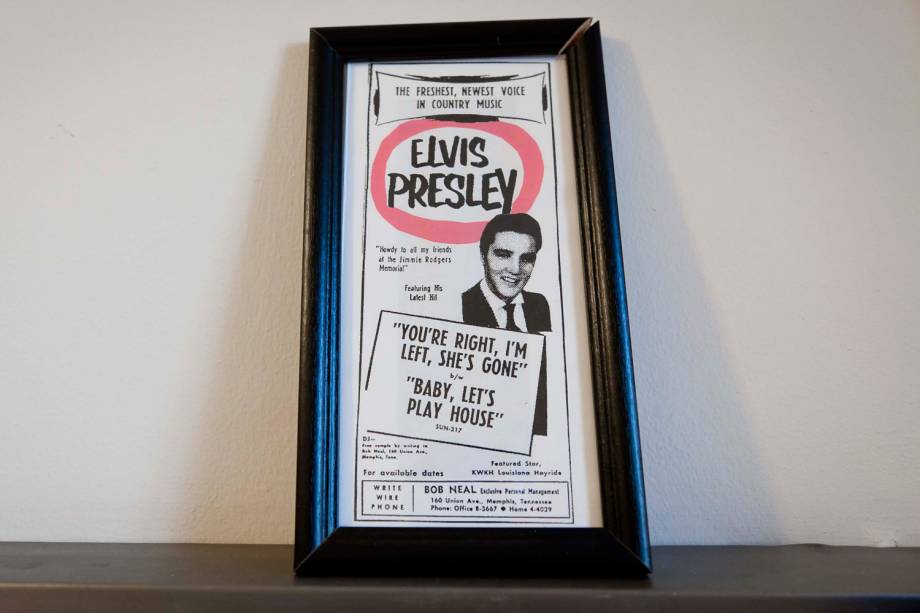 THE FRESHEST, NEWEST VOICE
IN COUNTRY MUSIC
ELVIS
PRESLEY
"Howdy to all my friends
at the Jimmie Rodgers
Memorial"
Featuring His
Latest Hit
"YOU'RE RIGHT, I'M
LEFT, SHE'S GONE"
b/w
"BABY, LET'S
PLAY HOUSE"
SUN-217
DJ—
Free sample by writing to
Bob Neal, 160 Union Ave.,
Memphis, Tenn.
Featured Star,
KWKH Louisiana Hayride
For available dates
WRITE
WIRE
PHONE
BOB NEAL Exclusive Personal Management
160 Union Ave., Memphis, Tennessee
Phone: Office 8-3667 ● Home 4-4029